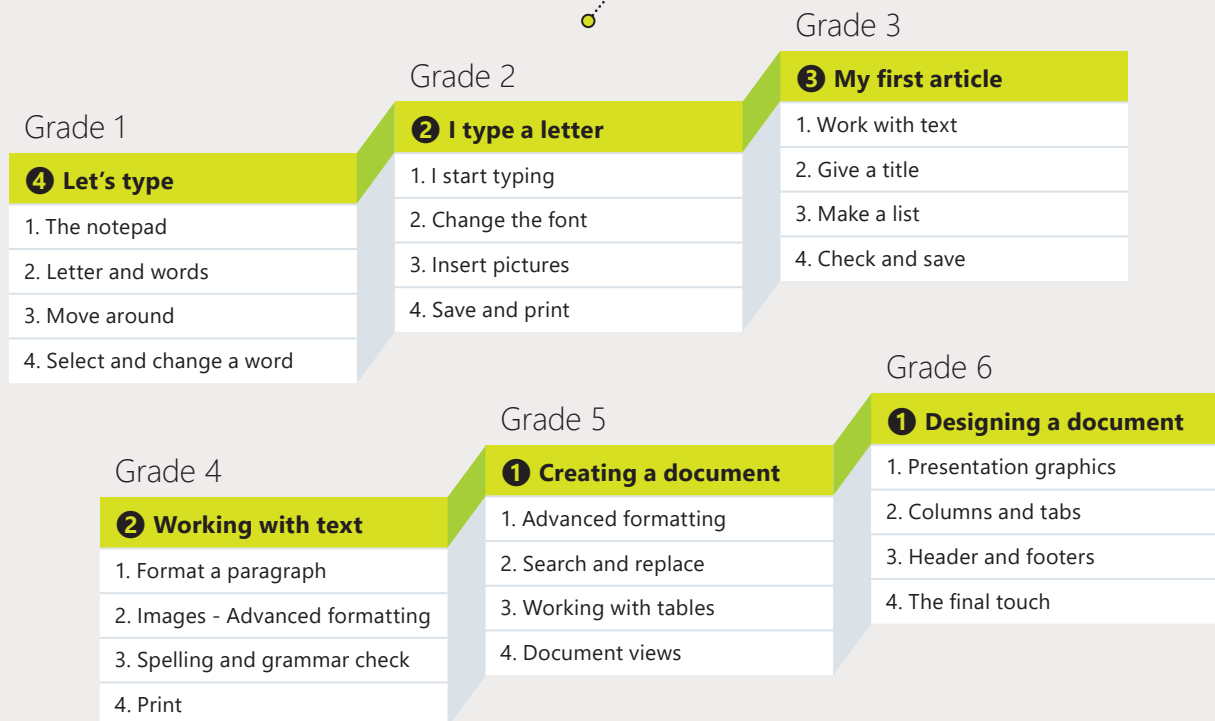 Grade 1
❹ Let’s type
1. The notepad
2. Letter and words
3. Move around
4. Select and change a word
Grade 2
❷ I type a letter
1. I start typing
2. Change the font
3. Insert pictures
4. Save and print
Grade 3
❸ My first article
1. Work with text
2. Give a title
3. Make a list
4. Check and save
Grade 4
❷ Working with text
1. Format a paragraph
2. Images - Advanced formatting
3. Spelling and grammar check
4. Print
Grade 5
❶ Creating a document
1. Advanced formatting
2. Search and replace
3. Working with tables
4. Document views
Grade 6
❶ Designing a document
1. Presentation graphics
2. Columns and tabs
3. Header and footers
4. The final touch